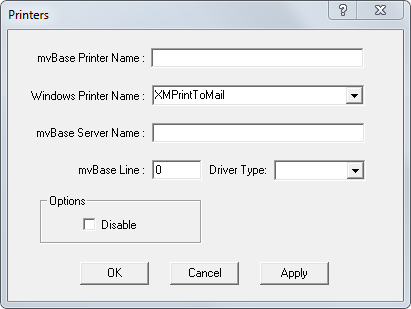 Printers
mvBase Printer Name :
Windows Printer Name : XMPrintToMail
mvBase Server Name :
mvBase Line : 0 Driver Type:
Options
Disable
OK Cancel Apply